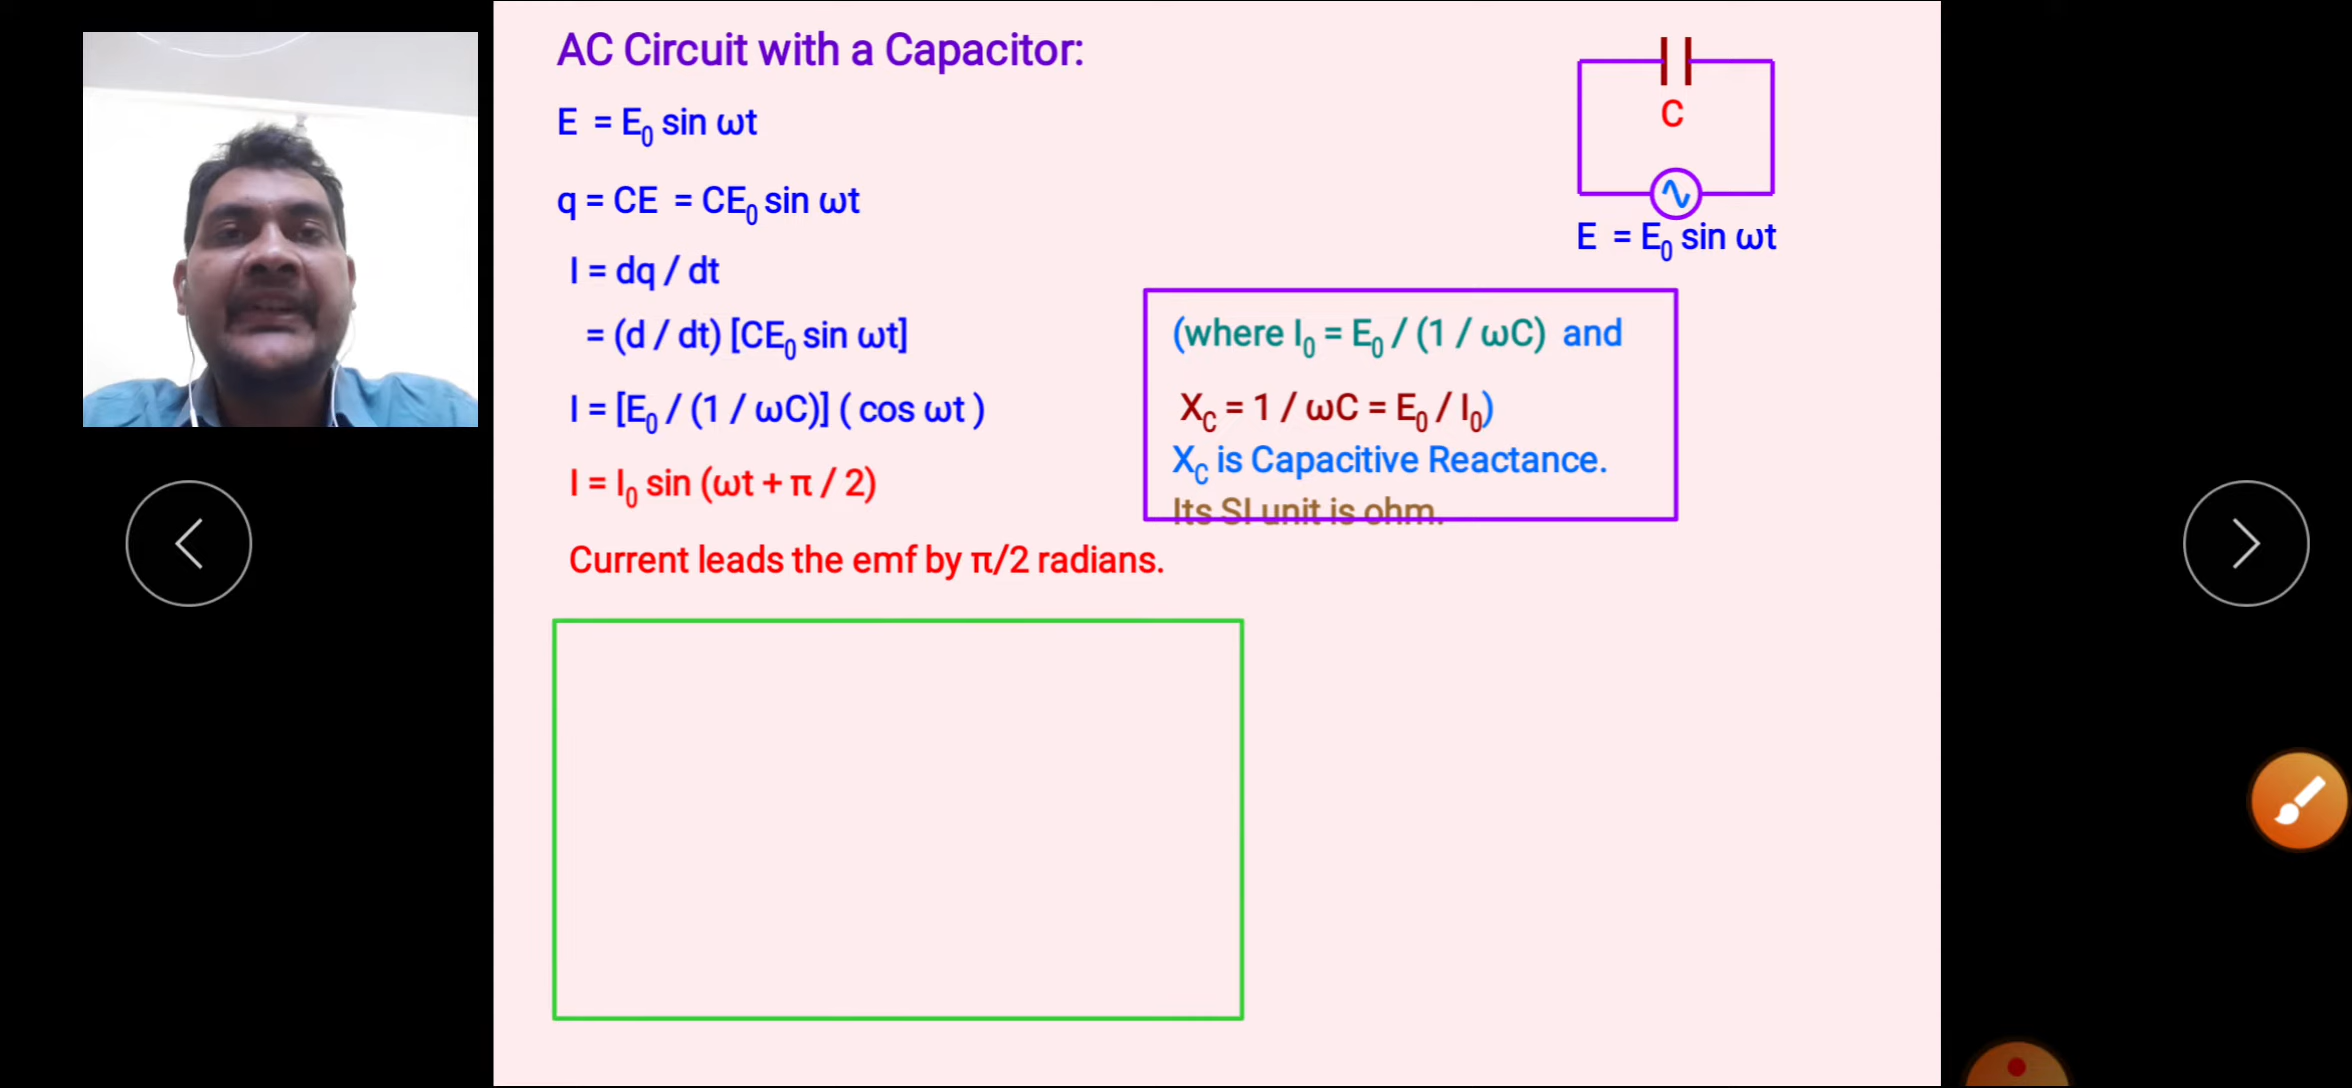 AC Circuit with a Capacitor:
E = E₀ sin ωt
q = CE = CE₀ sin ωt
I = dq / dt
= (d / dt) [CE₀ sin ωt]
I = [E₀ / (1 / ωC)] ( cos ωt )
I = I₀ sin (ωt + π / 2)
Current leads the emf by π/2 radians.
C
E = E₀ sin ωt
(where I₀ = E₀ / (1 / ωC) and
X_C = 1 / ωC = E₀ / I₀)
X_C is Capacitive Reactance.
Its SI unit is ohm.